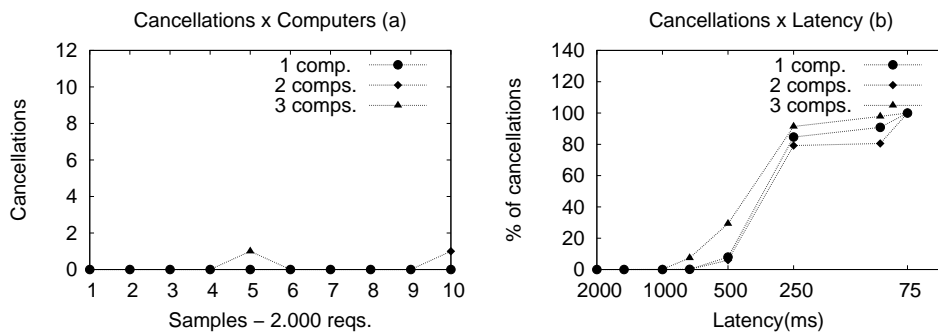 Cancellations x Computers (a)
12
10
8
6
4
2
0
Cancellations
1 comp.
2 comps.
3 comps.
1 2 3 4 5 6 7 8 9 10
Samples – 2.000 reqs.
Cancellations x Latency (b)
140
120
100
80
60
40
20
0
% of cancellations
1 comp.
2 comps.
3 comps.
2000 1000 500 250 75
Latency(ms)